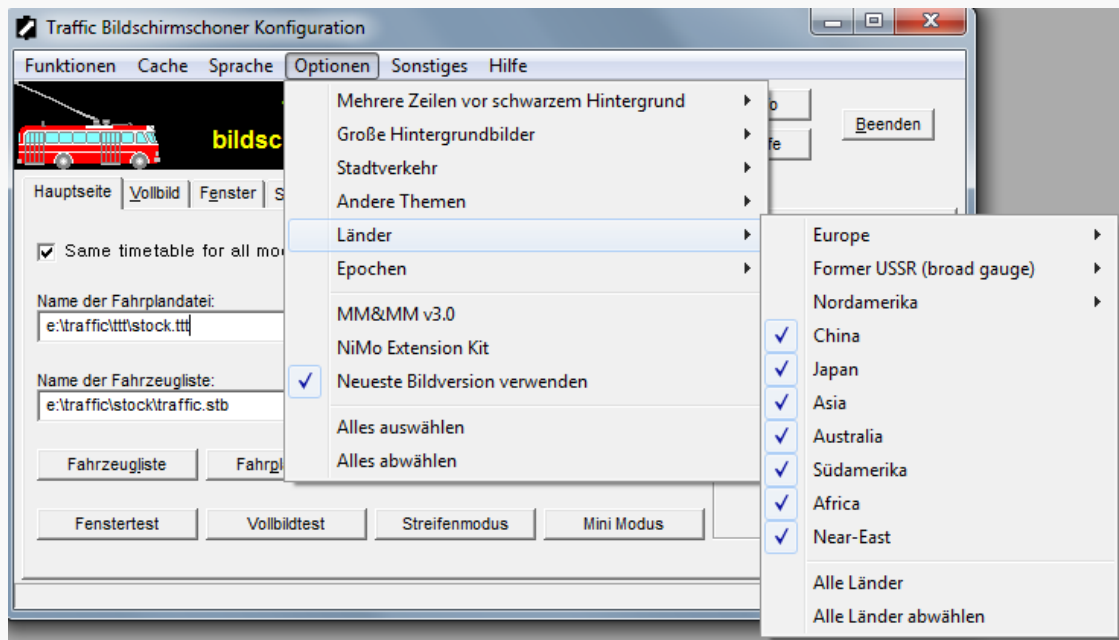 Traffic Bildschirmschoner Konfiguration
Funktionen Cache Sprache Optionen Sonstiges Hilfe
Beenden
Hauptseite Vollbild Fenster
Same timetable for all
Name der Fahrplandatei:
e:\traffic\ttt\stock.ttt
Name der Fahrzeugliste:
e:\traffic\stock\traffic.stb
Fahrzeugliste
Fenstertest Vollbildtest Streifenmodus Mini Modus
Mehrere Zeilen vor schwarzem Hintergrund
Große Hintergrundbilder
Stadtverkehr
Andere Themen
Länder
Epochen
MM&MM v3.0
NiMo Extension Kit
Neueste Bildversion verwenden
Alles auswählen
Alles abwählen
Europe
Former USSR (broad gauge)
Nordamerika
China
Japan
Asia
Australia
Südamerika
Africa
Near-East
Alle Länder
Alle Länder abwählen